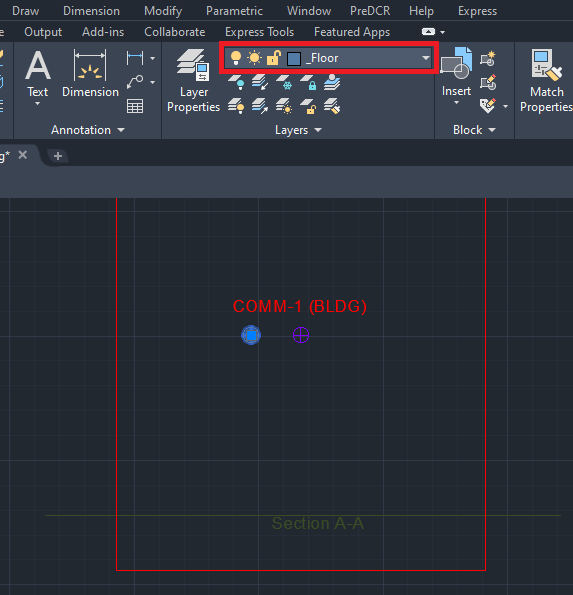 Draw Dimension Modify Parametric Window PreDCR Help Express
Output Add-ins Collaborate Express Tools Featured Apps
_Floor
A
Text Dimension Layer Properties Insert Match Properties
Annotation Layers Block
g*
COMM-1 (BLDG)
Section A-A